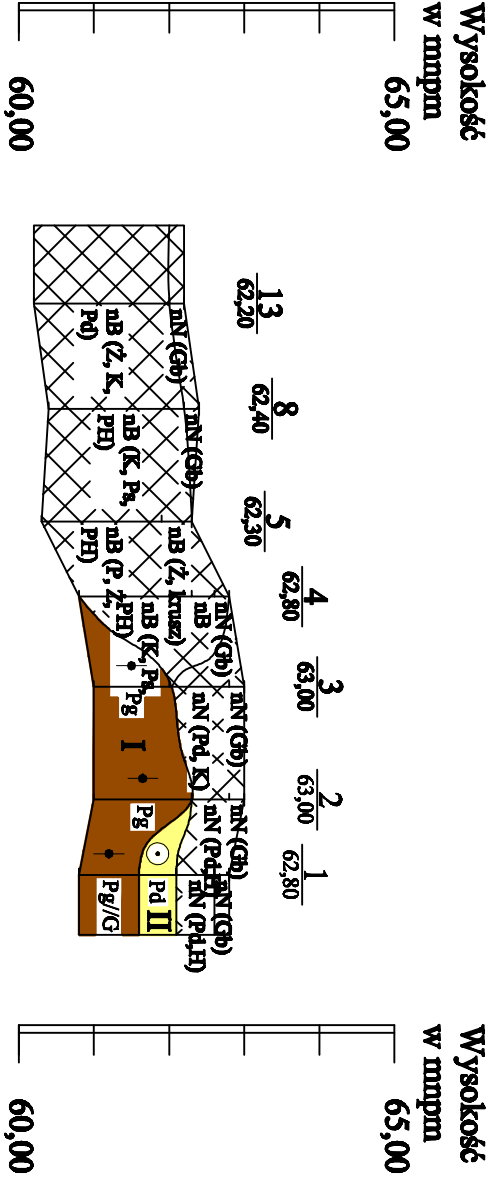 Wysokość
w mnpm
65,00
60,00
13
62,20
8
62,40
5
62,30
4
62,80
3
63,00
2
63,00
1
62,80
nN (Gb)
nB (Ż, K,
Pd)
nN (Gb)
nB (K, Ps,
PH)
nB (Ż, krusz)
nB (P, Ż,
PH)
nN (Gb)
nB
nB (K, Ps,
PH)
nN (Gb)
nN (Pd, K)
Pg
I
nN (Gb)
nN (Pd,H)
Pg
nN (Gb)
nN (Pd,H)
II
Pd
Pg//G
Wysokość
w mnpm
65,00
60,00